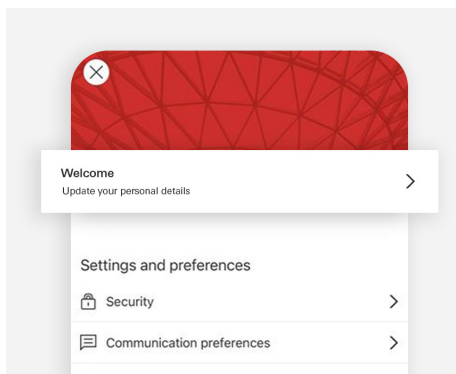 Welcome
Update your personal details
Settings and preferences
Security
Communication preferences